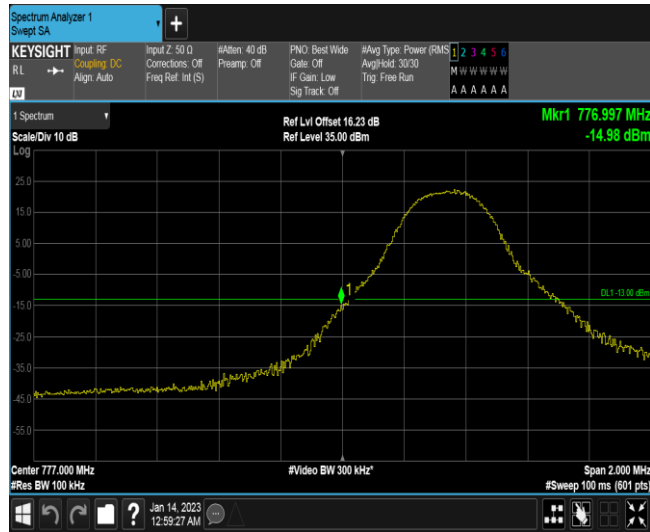 Spectrum Analyzer 1
Swept SA
+
KEYSIGHT
RL
LXI
Input: RF
Coupling: DC
Align: Auto
Input Z: 50 Ω
Corrections: Off
Freq Ref: Int (S)
#Atten: 40 dB
Preamp: Off
PNO: Best Wide
Gate: Off
IF Gain: Low
Sig Track: Off
#Avg Type: Power (RMS
Avg|Hold: 30/30
Trig: Free Run
1 2 3 4 5 6
M W W W W W
A A A A A A
1 Spectrum
Scale/Div 10 dB
Log
Ref Lvl Offset 16.23 dB
Ref Level 35.00 dBm
Mkr1 776.997 MHz
-14.98 dBm
25.0
15.0
5.00
-5.00
-15.0
-25.0
-35.0
-45.0
-55.0
1
DL1 -13.00 dBm
Center 777.000 MHz
#Res BW 100 kHz
#Video BW 300 kHz*
Span 2.000 MHz
#Sweep 100 ms (601 pts)
?
Jan 14, 2023
12:59:27 AM